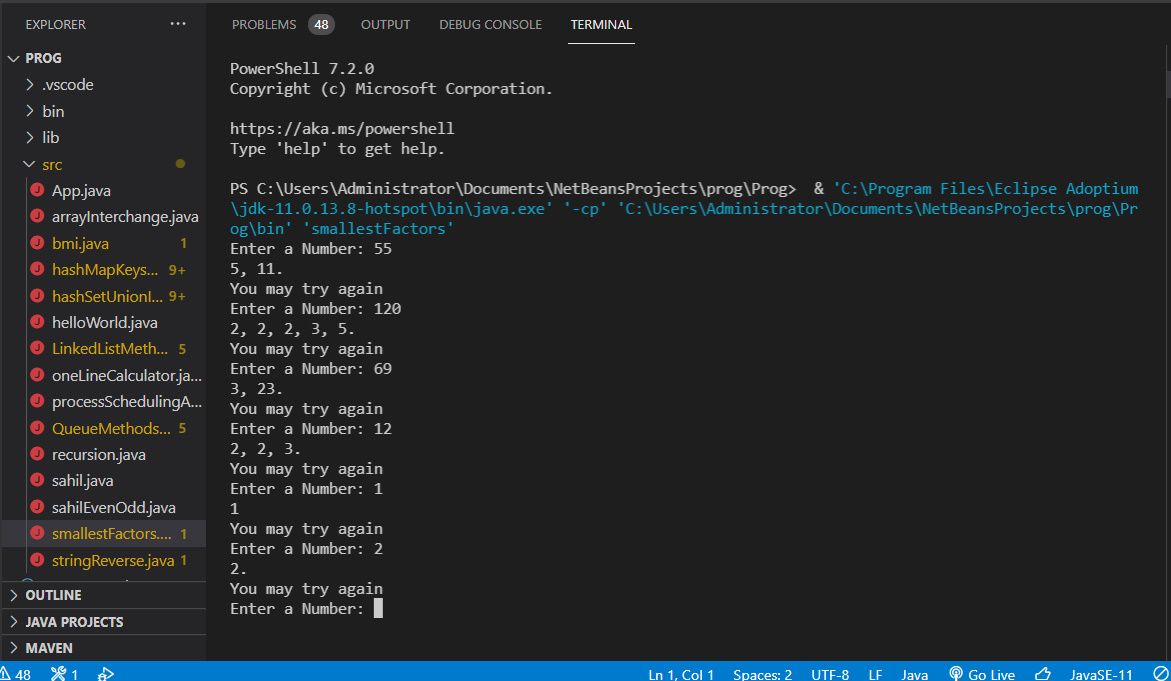 EXPLORER ...
PROG
.vscode
bin
lib
src
App.java
arrayInterchange.java
bmi.java 1
hashMapKeys... 9+
hashSetUnionI... 9+
helloWorld.java
LinkedListMeth... 5
oneLineCalculator.ja...
processSchedulingA...
QueueMethods... 5
recursion.java
sahil.java
sahilEvenOdd.java
smallestFactors.... 1
stringReverse.java 1
OUTLINE
JAVA PROJECTS
MAVEN
PROBLEMS 48 OUTPUT DEBUG CONSOLE TERMINAL
PowerShell 7.2.0
Copyright (c) Microsoft Corporation.
https://aka.ms/powershell
Type 'help' to get help.
PS C:\Users\Administrator\Documents\NetBeansProjects\prog\Prog>  & 'C:\Program Files\Eclipse Adoptium
\jdk-11.0.13.8-hotspot\bin\java.exe' '-cp' 'C:\Users\Administrator\Documents\NetBeansProjects\prog\Pr
og\bin' 'smallestFactors'
Enter a Number: 55
5, 11.
You may try again
Enter a Number: 120
2, 2, 2, 3, 5.
You may try again
Enter a Number: 69
3, 23.
You may try again
Enter a Number: 12
2, 2, 3.
You may try again
Enter a Number: 1
1
You may try again
Enter a Number: 2
2.
You may try again
Enter a Number:
48 1 Ln 1, Col 1 Spaces: 2 UTF-8 LF Java Go Live JavaSE-11